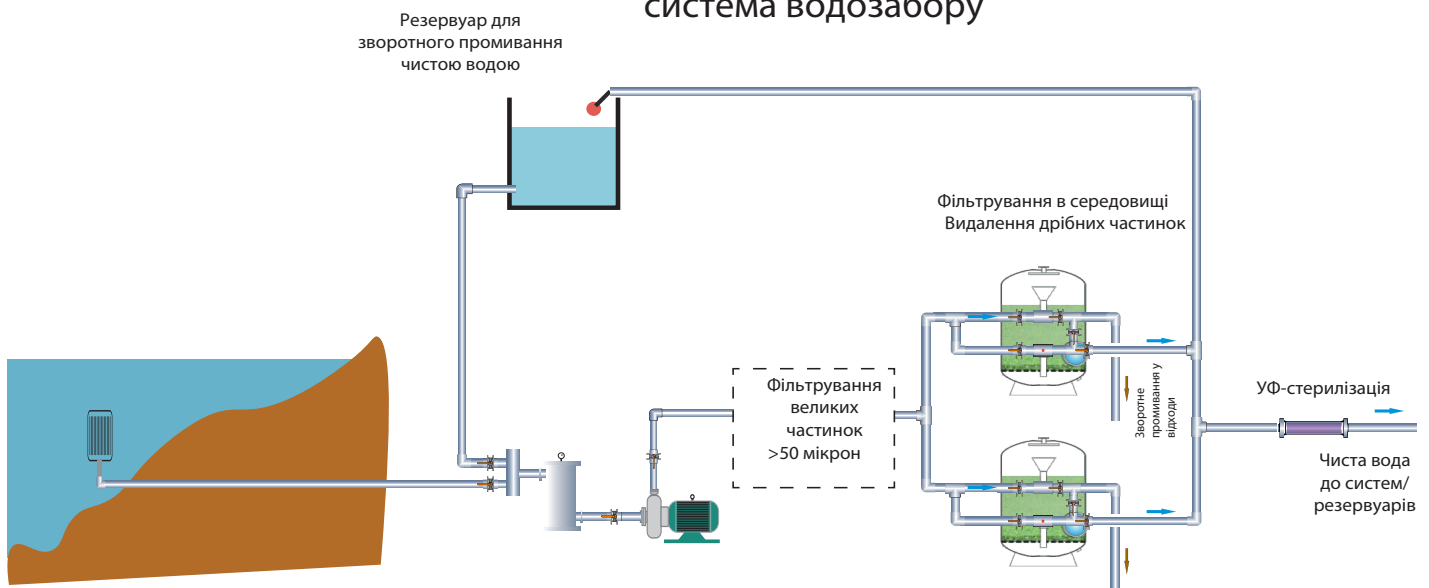 система водозабору
Резервуар для
зворотного промивання
чистою водою
Фільтрування в середовищі
Видалення дрібних частинок
Фільтрування
великих
частинок
>50 мікрон
Зворотне
промивання у
відходи
УФ-стерилізація
Чиста вода
до систем/
резервуарів